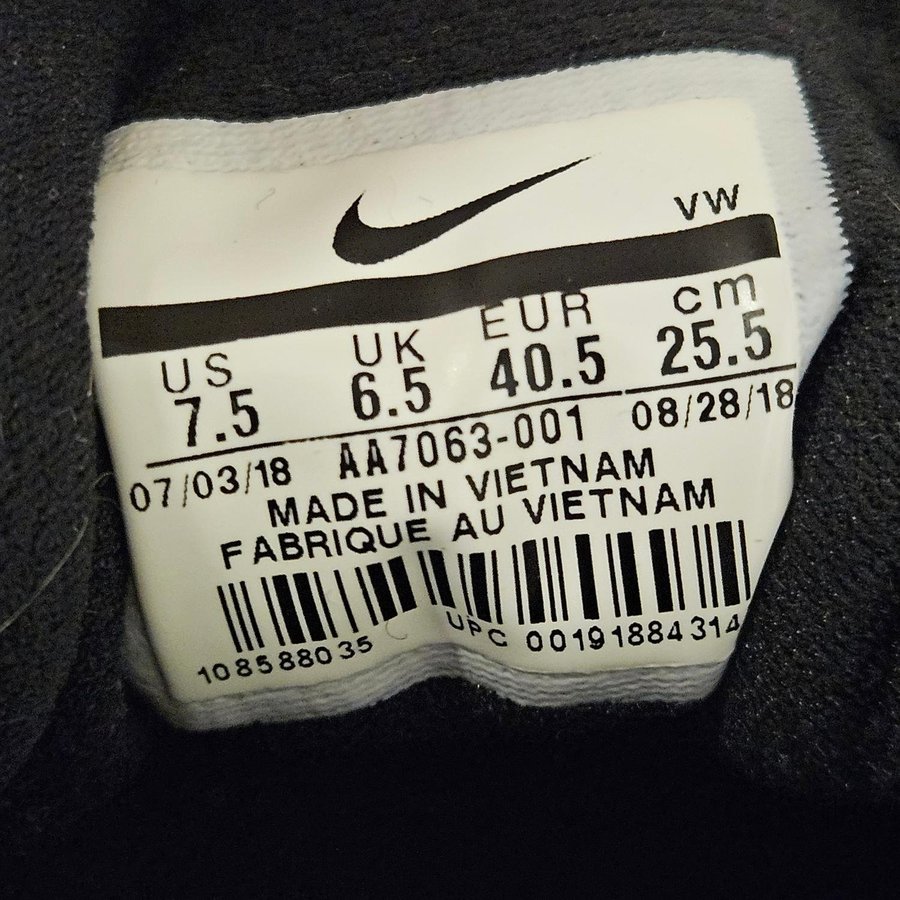 VW
US UK EUR cm
7.5 6.5 40.5 25.5
07/03/18 AA7063-001 08/28/18
MADE IN VIETNAM
FABRIQUE AU VIETNAM
108588035 UPC 00191884314